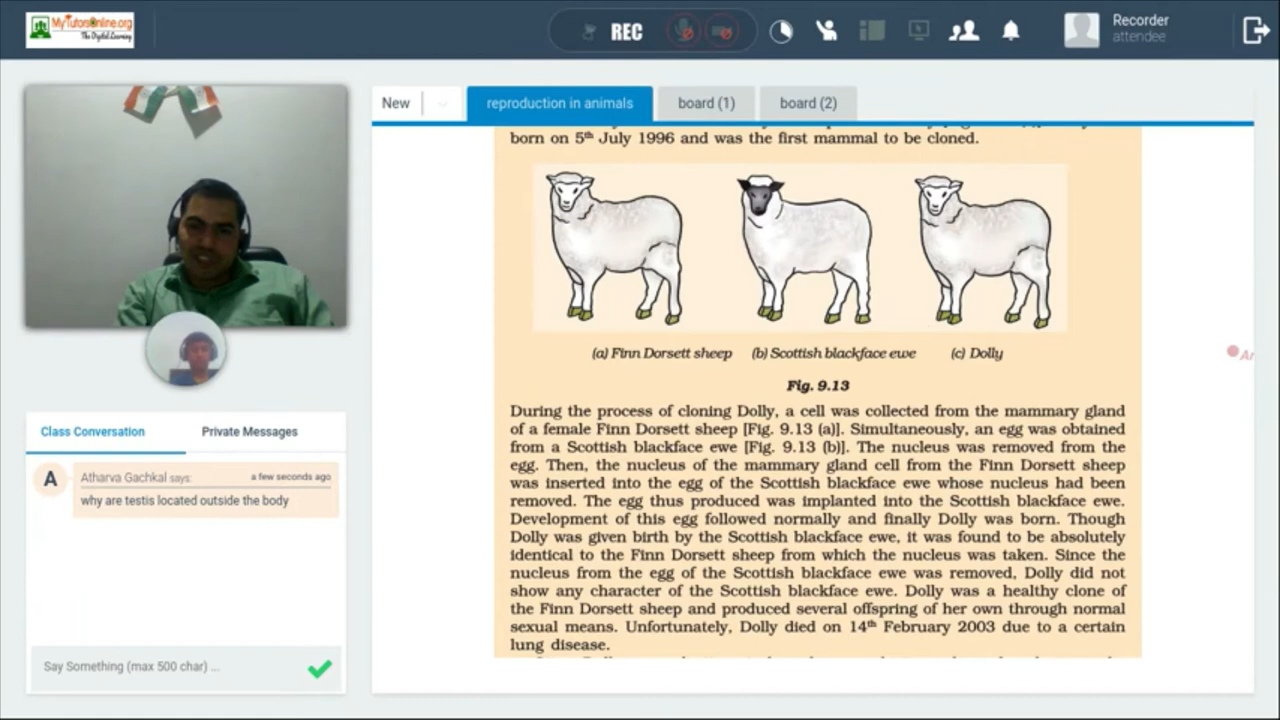 MyTutorsOnline.org
The Digital Learning
REC
Recorder
attendee
New
reproduction in animals
board (1)
board (2)
born on 5th July 1996 and was the first mammal to be cloned.
(a) Finn Dorsett sheep (b) Scottish blackface ewe (c) Dolly
Fig. 9.13
During the process of cloning Dolly, a cell was collected from the mammary gland
of a female Finn Dorsett sheep [Fig. 9.13 (a)]. Simultaneously, an egg was obtained
from a Scottish blackface ewe [Fig. 9.13 (b)]. The nucleus was removed from the
egg. Then, the nucleus of the mammary gland cell from the Finn Dorsett sheep
was inserted into the egg of the Scottish blackface ewe whose nucleus had been
removed. The egg thus produced was implanted into the Scottish blackface ewe.
Development of this egg followed normally and finally Dolly was born. Though
Dolly was given birth by the Scottish blackface ewe, it was found to be absolutely
identical to the Finn Dorsett sheep from which the nucleus was taken. Since the
nucleus from the egg of the Scottish blackface ewe was removed, Dolly did not
show any character of the Scottish blackface ewe. Dolly was a healthy clone of
the Finn Dorsett sheep and produced several offspring of her own through normal
sexual means. Unfortunately, Dolly died on 14th February 2003 due to a certain
lung disease.
Class Conversation
Private Messages
A
Atharva Gachkal says:
a few seconds ago
why are testis located outside the body
Say Something (max 500 char) ...